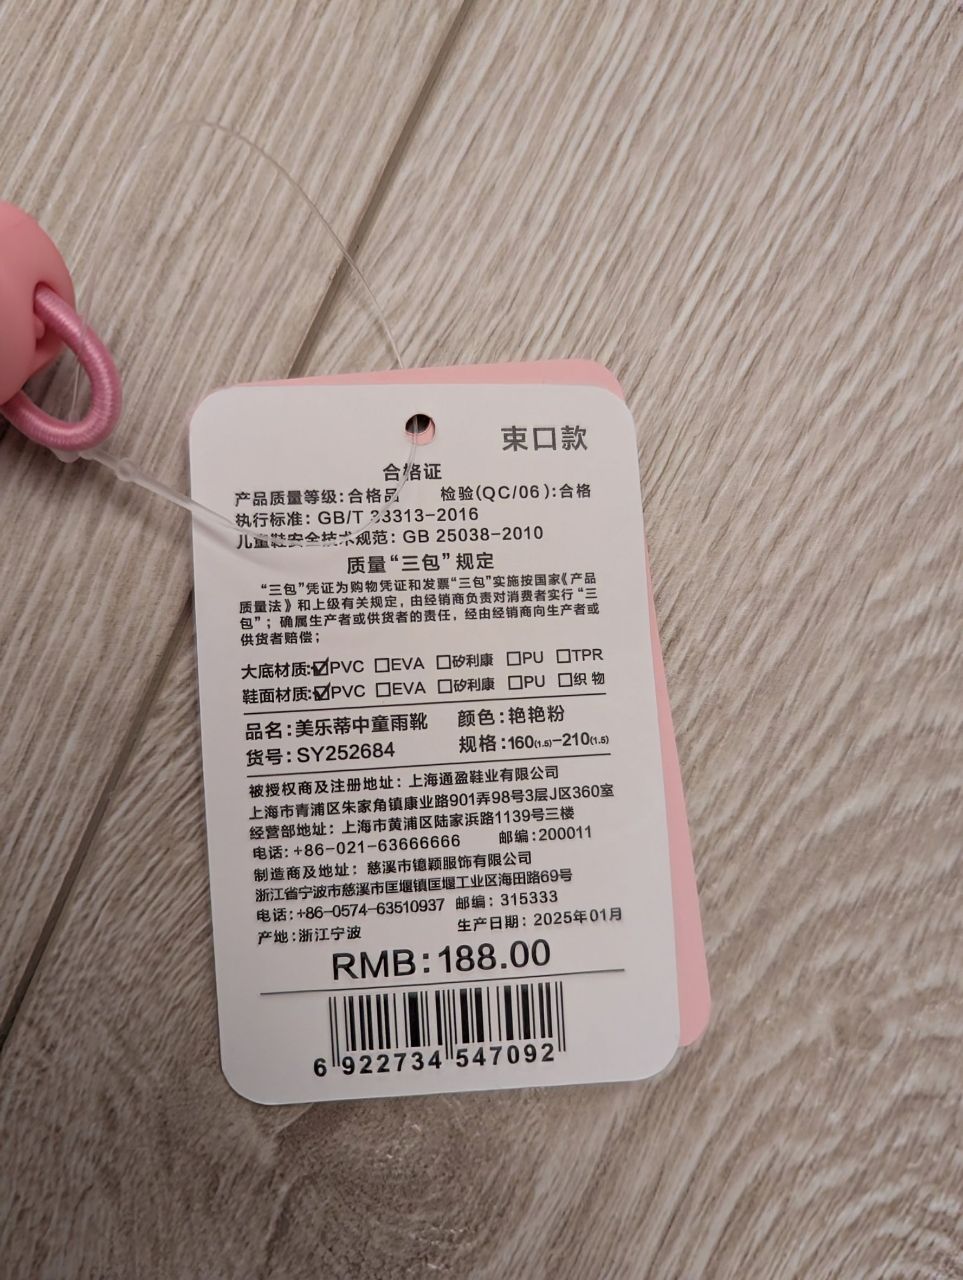 束口款
合格证
产品质量等级:合格品 检验(QC/06):合格
执行标准: GB/T 33313-2016
儿童鞋安全技术规范: GB 25038-2010
质量“三包”规定
“三包”凭证为购物凭证和发票“三包”实施按国家《产品
质量法》和上级有关规定, 由经销商负责对消费者实行“三
包”; 确属生产者或供货者的责任, 经由经销商向生产者或
供货者赔偿;
大底材质:☑PVC ☐EVA ☐矽利康 ☐PU ☐TPR
鞋面材质:☑PVC ☐EVA ☐矽利康 ☐PU ☐织 物
品名:美乐蒂中童雨靴 颜色:艳艳粉
货号:SY252684 规格:160(1.5)-210(1.5)
被授权商及注册地址: 上海通盈鞋业有限公司
上海市青浦区朱家角镇康业路901弄98号3层J区360室
经营部地址: 上海市黄浦区陆家浜路1139号三楼
电话: +86-021-63666666 邮编:200011
制造商及地址: 慈溪市镱颖服饰有限公司
浙江省宁波市慈溪市匡堰镇匡堰工业区海田路69号
电话:+86-0574-63510937 邮编: 315333
产地:浙江宁波 生产日期: 2025年01月
RMB:188.00
6 922734 547092